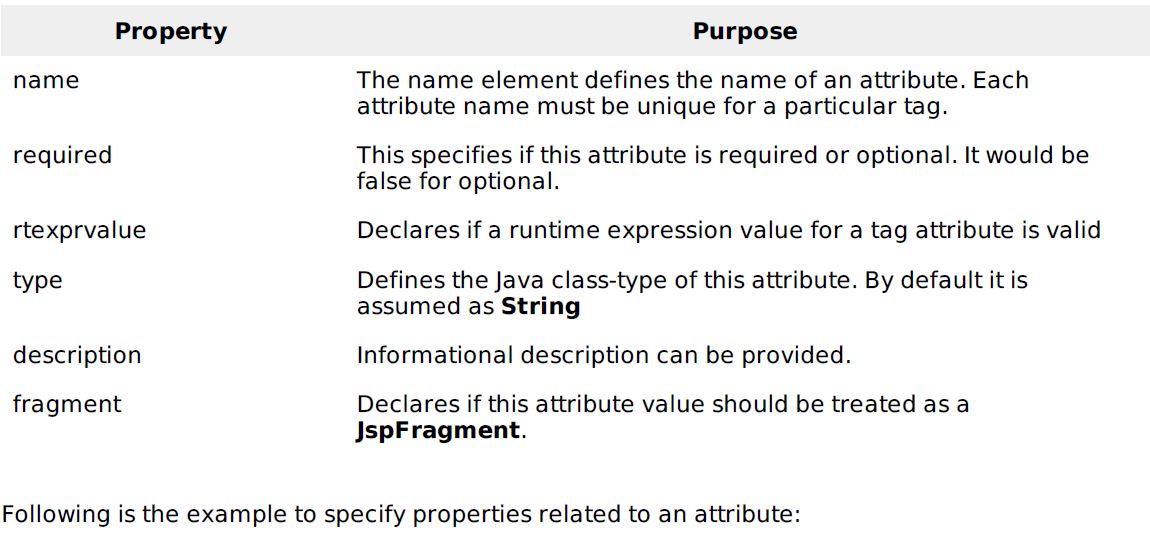 Property Purpose
name The name element defines the name of an attribute. Each
attribute name must be unique for a particular tag.
required This specifies if this attribute is required or optional. It would be
false for optional.
rtexprvalue Declares if a runtime expression value for a tag attribute is valid
type Defines the Java class-type of this attribute. By default it is
assumed as String
description Informational description can be provided.
fragment Declares if this attribute value should be treated as a
JspFragment.
Following is the example to specify properties related to an attribute: